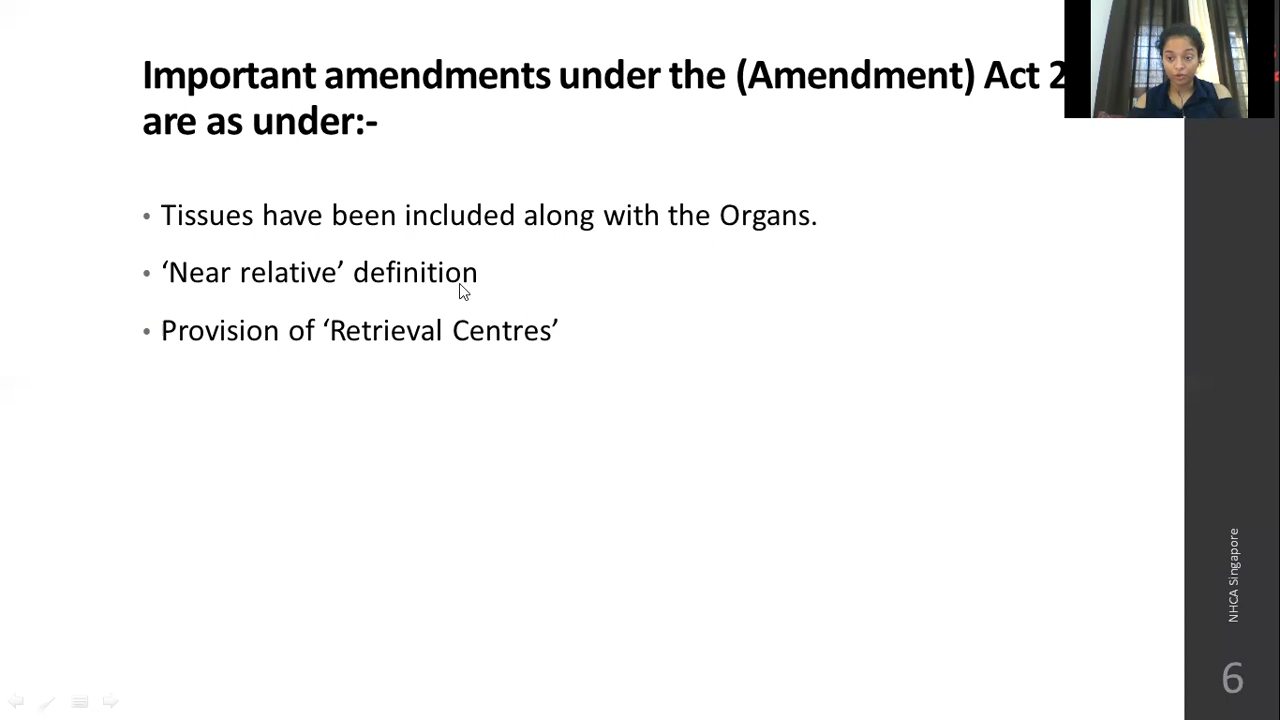 Important amendments under the (Amendment) Act 2
are as under:-
• Tissues have been included along with the Organs.
• ‘Near relative’ definition
• Provision of ‘Retrieval Centres’
NHCA Singapore
6